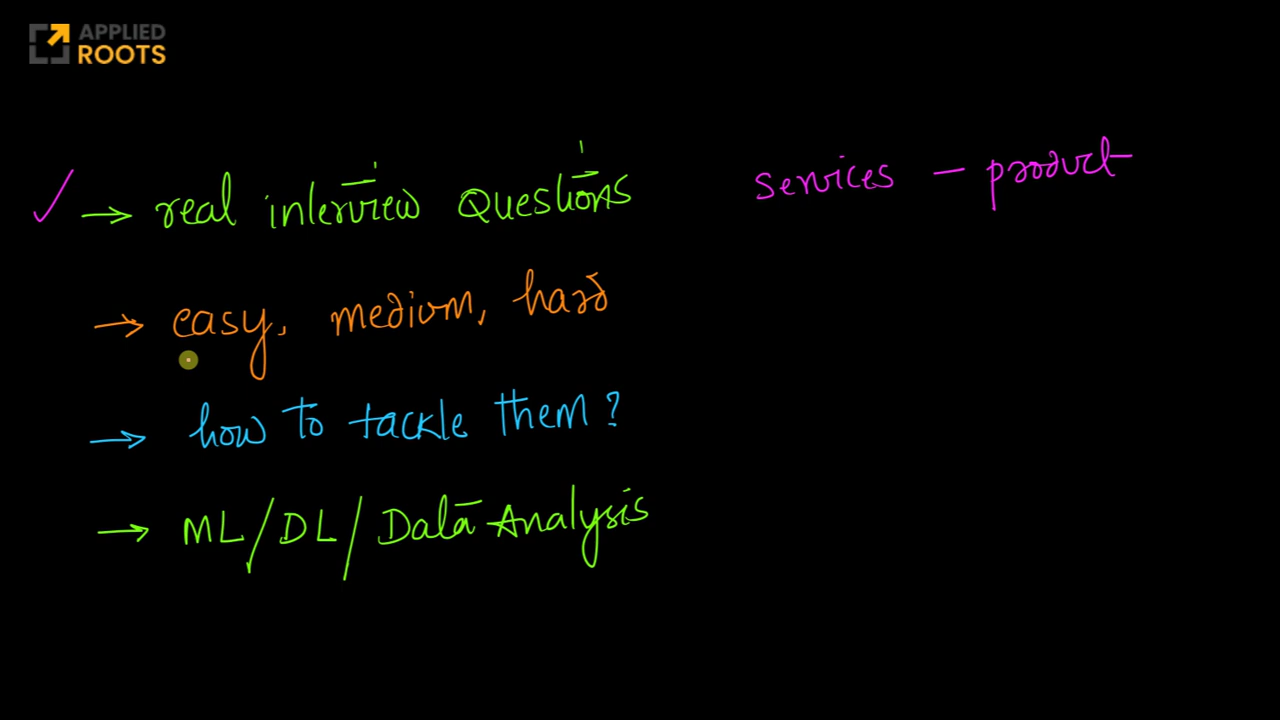 APPLIED
ROOTS
→ real interview Questions
services - product
→ easy, medium, hard
→ how to tackle them?
→ ML/DL/Data Analysis